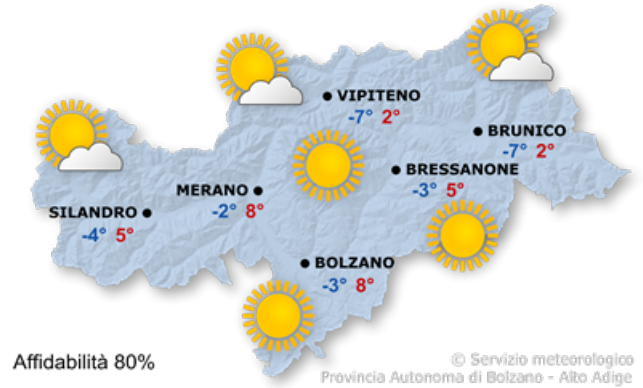 VIPITENO
-7° 2°
BRUNICO
-7° 2°
BRESSANONE
-3° 5°
MERANO
-2° 8°
SILANDRO
-4° 5°
BOLZANO
-3° 8°
Affidabilità 80%
© Servizio meteorologico
Provincia Autonoma di Bolzano - Alto Adige